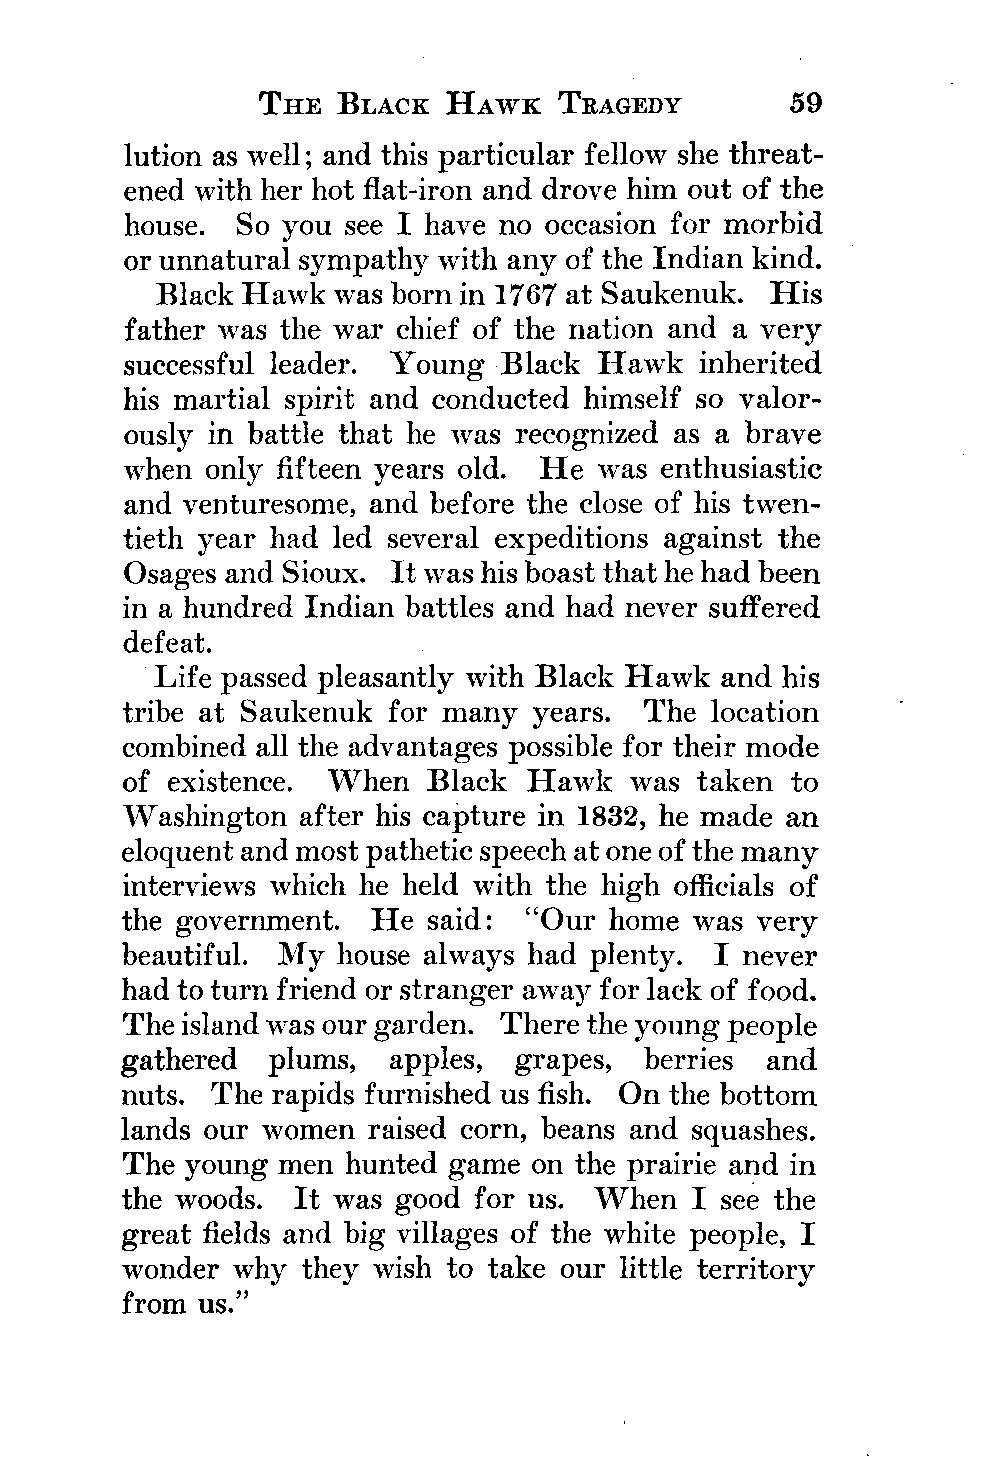 THE BLACK HAWK TRAGEDY 59
lution as well; and this particular fellow she threat-
ened with her hot flat-iron and drove him out of the
house. So you see I have no occasion for morbid
or unnatural sympathy with any of the Indian kind.
Black Hawk was born in 1767 at Saukenuk. His
father was the war chief of the nation and a very
successful leader. Young Black Hawk inherited
his martial spirit and conducted himself so valor-
ously in battle that he was recognized as a brave
when only fifteen years old. He was enthusiastic
and venturesome, and before the close of his twen-
tieth year had led several expeditions against the
Osages and Sioux. It was his boast that he had been
in a hundred Indian battles and had never suffered
defeat.
Life passed pleasantly with Black Hawk and his
tribe at Saukenuk for many years. The location
combined all the advantages possible for their mode
of existence. When Black Hawk was taken to
Washington after his capture in 1832, he made an
eloquent and most pathetic speech at one of the many
interviews which he held with the high officials of
the government. He said: “Our home was very
beautiful. My house always had plenty. I never
had to turn friend or stranger away for lack of food.
The island was our garden. There the young people
gathered plums, apples, grapes, berries and
nuts. The rapids furnished us fish. On the bottom
lands our women raised corn, beans and squashes.
The young men hunted game on the prairie and in
the woods. It was good for us. When I see the
great fields and big villages of the white people, I
wonder why they wish to take our little territory
from us.”